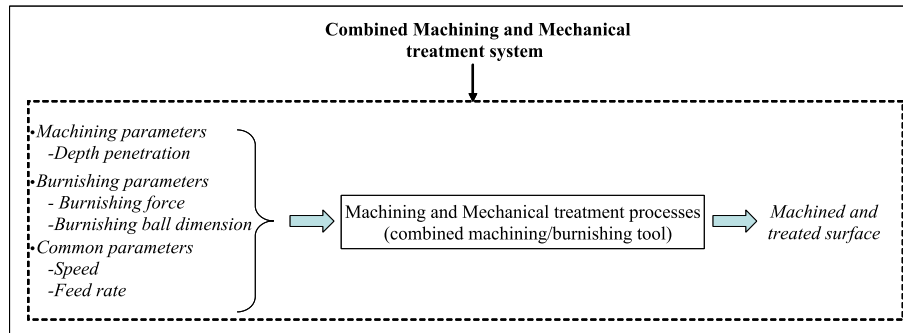 Combined Machining and Mechanical
treatment system
•Machining parameters
-Depth penetration
•Burnishing parameters
- Burnishing force
-Burnishing ball dimension
•Common parameters
-Speed
-Feed rate
Machining and Mechanical treatment processes
(combined machining/burnishing tool)
Machined and
treated surface